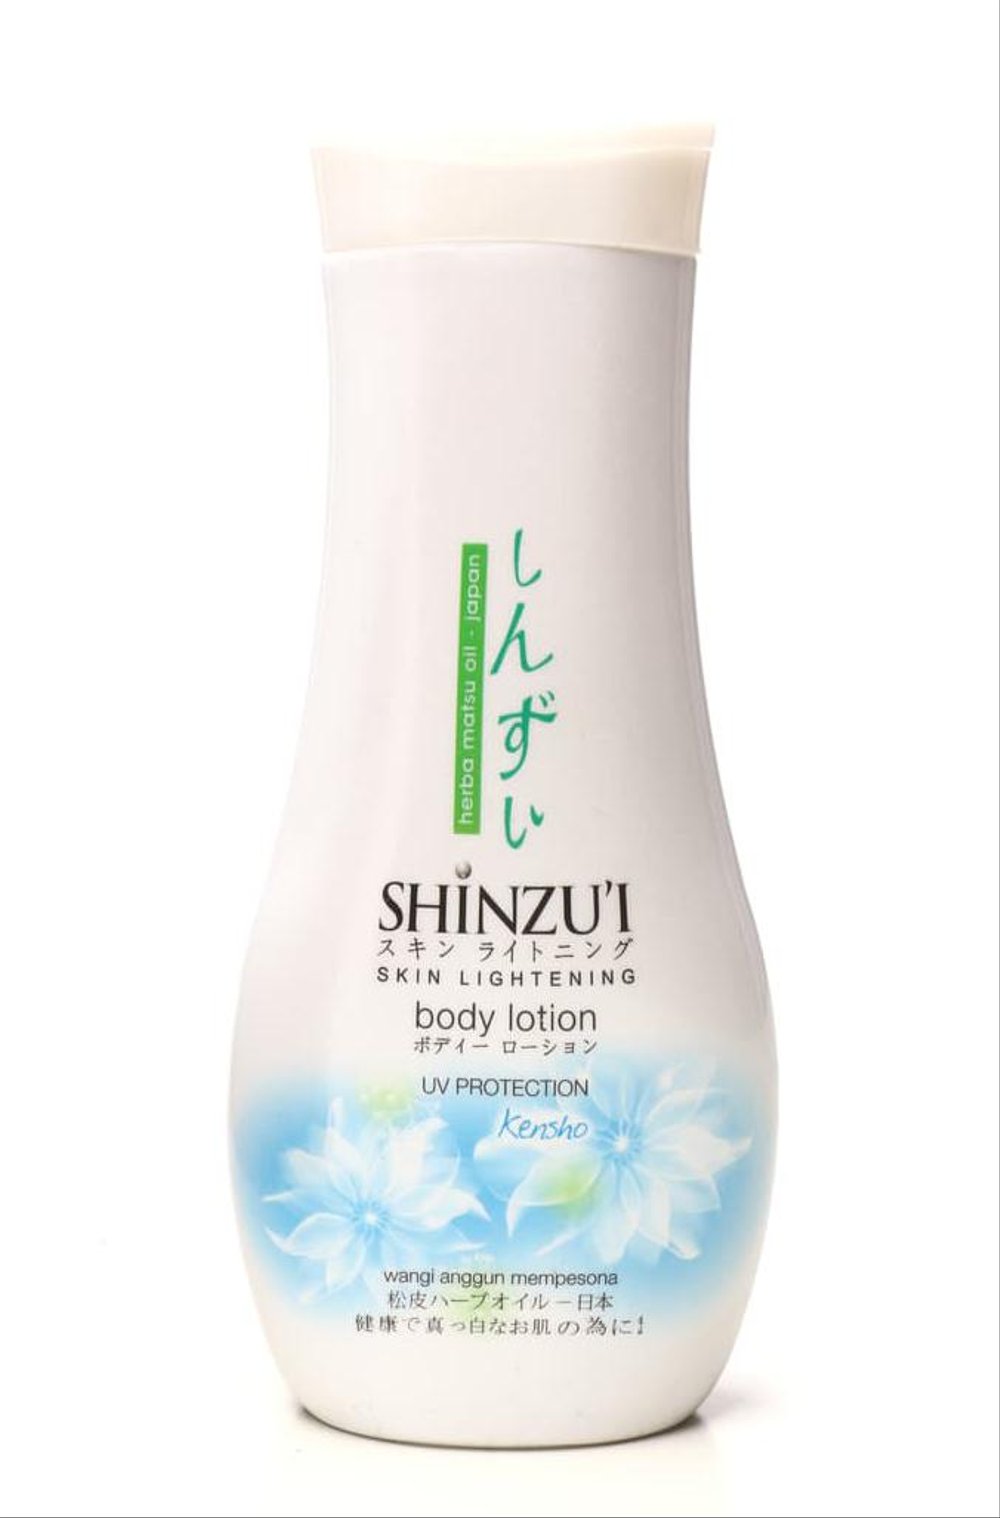 しんずい
herba matsu oil - japan
SHiNZU'I
スキン ライトニング
SKIN LIGHTENING
body lotion
ボディー ローション
UV PROTECTION
Kensho
wangi anggun mempesona
松皮ハーブオイル－日本
健康で真っ白なお肌の為に!